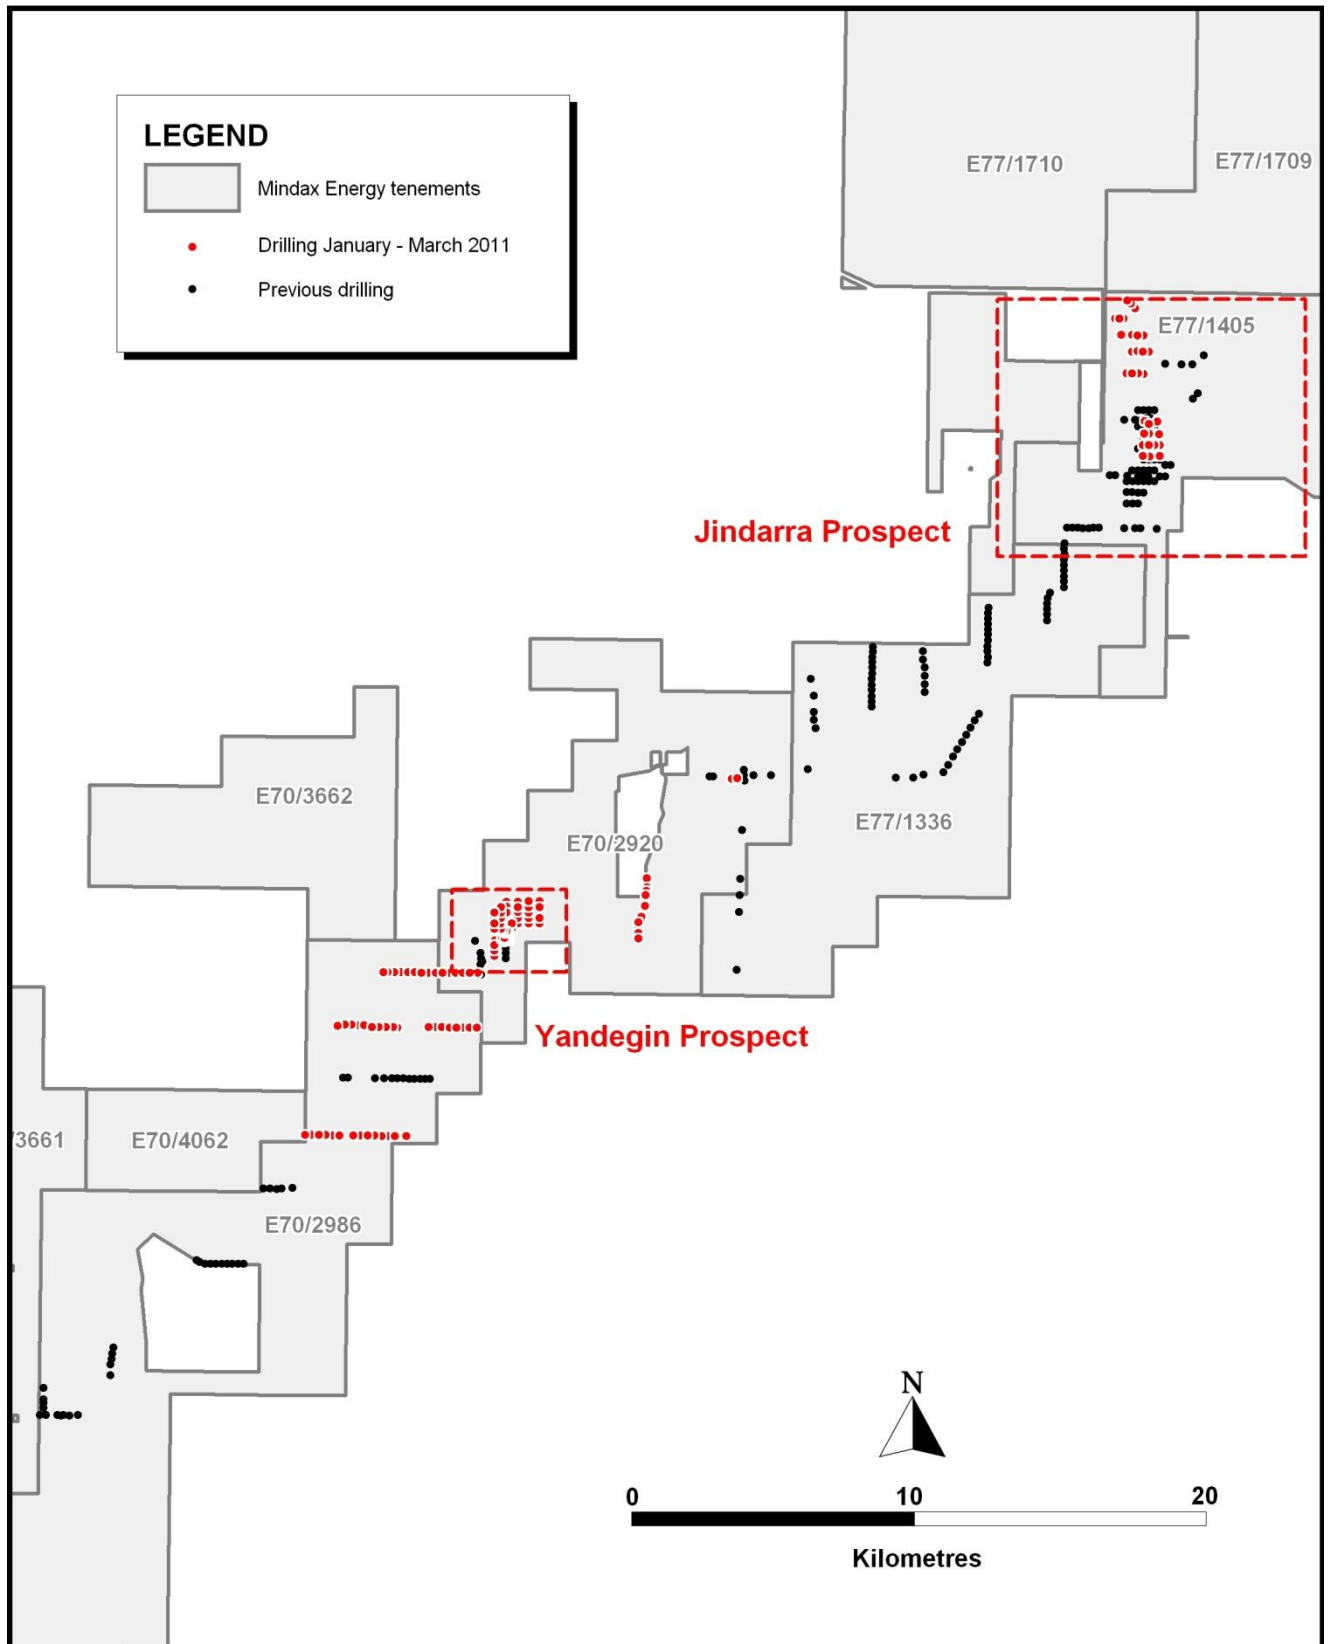 LEGEND
Mindax Energy tenements
Drilling January - March 2011
Previous drilling
E77/1710
E77/1709
E77/1405
Jindarra Prospect
E70/3662
E70/2920
E77/1336
Yandegin Prospect
/3661
E70/4062
E70/2986
N
0 10 20
Kilometres